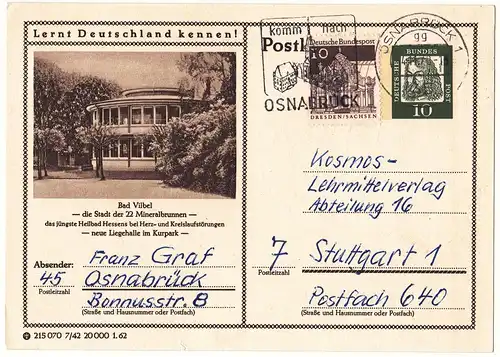 Lernt Deutschland kennen!
Bad Vilbel
— die Stadt der 22 Mineralbrunnen —
das jüngste Heilbad Hessens bei Herz- und Kreislaufstörungen
— neue Liegehalle im Kurpark —
Absender:
Franz Graf
45 Osnabrück
Postleitzahl
Bonnusstr. 8
(Straße und Hausnummer oder Postfach)
215 070 7/42 20 000 1. 62
komm nach
OSNABRÜCK
Deutsche Bundespost
10
DRESDEN/SACHSEN
OSNABRÜCK 1
gg
DEUTSCHE
BUNDES
POST
10
Kosmos-
Lehrmittelverlag
Abteilung 16
7 Stuttgart 1
Postleitzahl
Postfach 640
(Straße und Hausnummer oder Postfach)